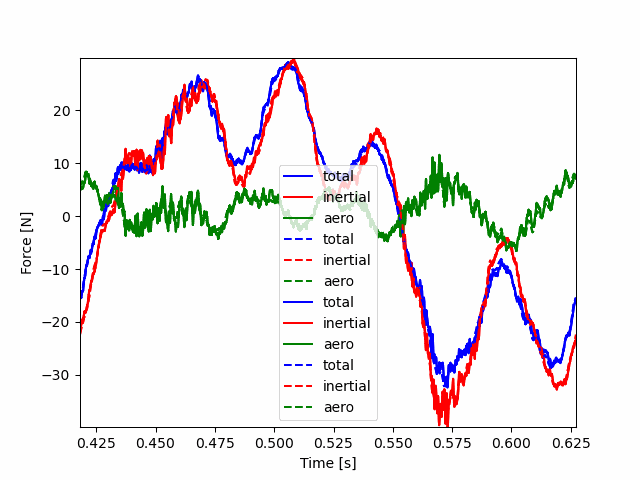 Force [N]
20
10
0
−10
−20
−30
total
inertial
aero
total
inertial
aero
total
inertial
aero
total
inertial
aero
0.425 0.450 0.475 0.500 0.525 0.550 0.575 0.600 0.625
Time [s]